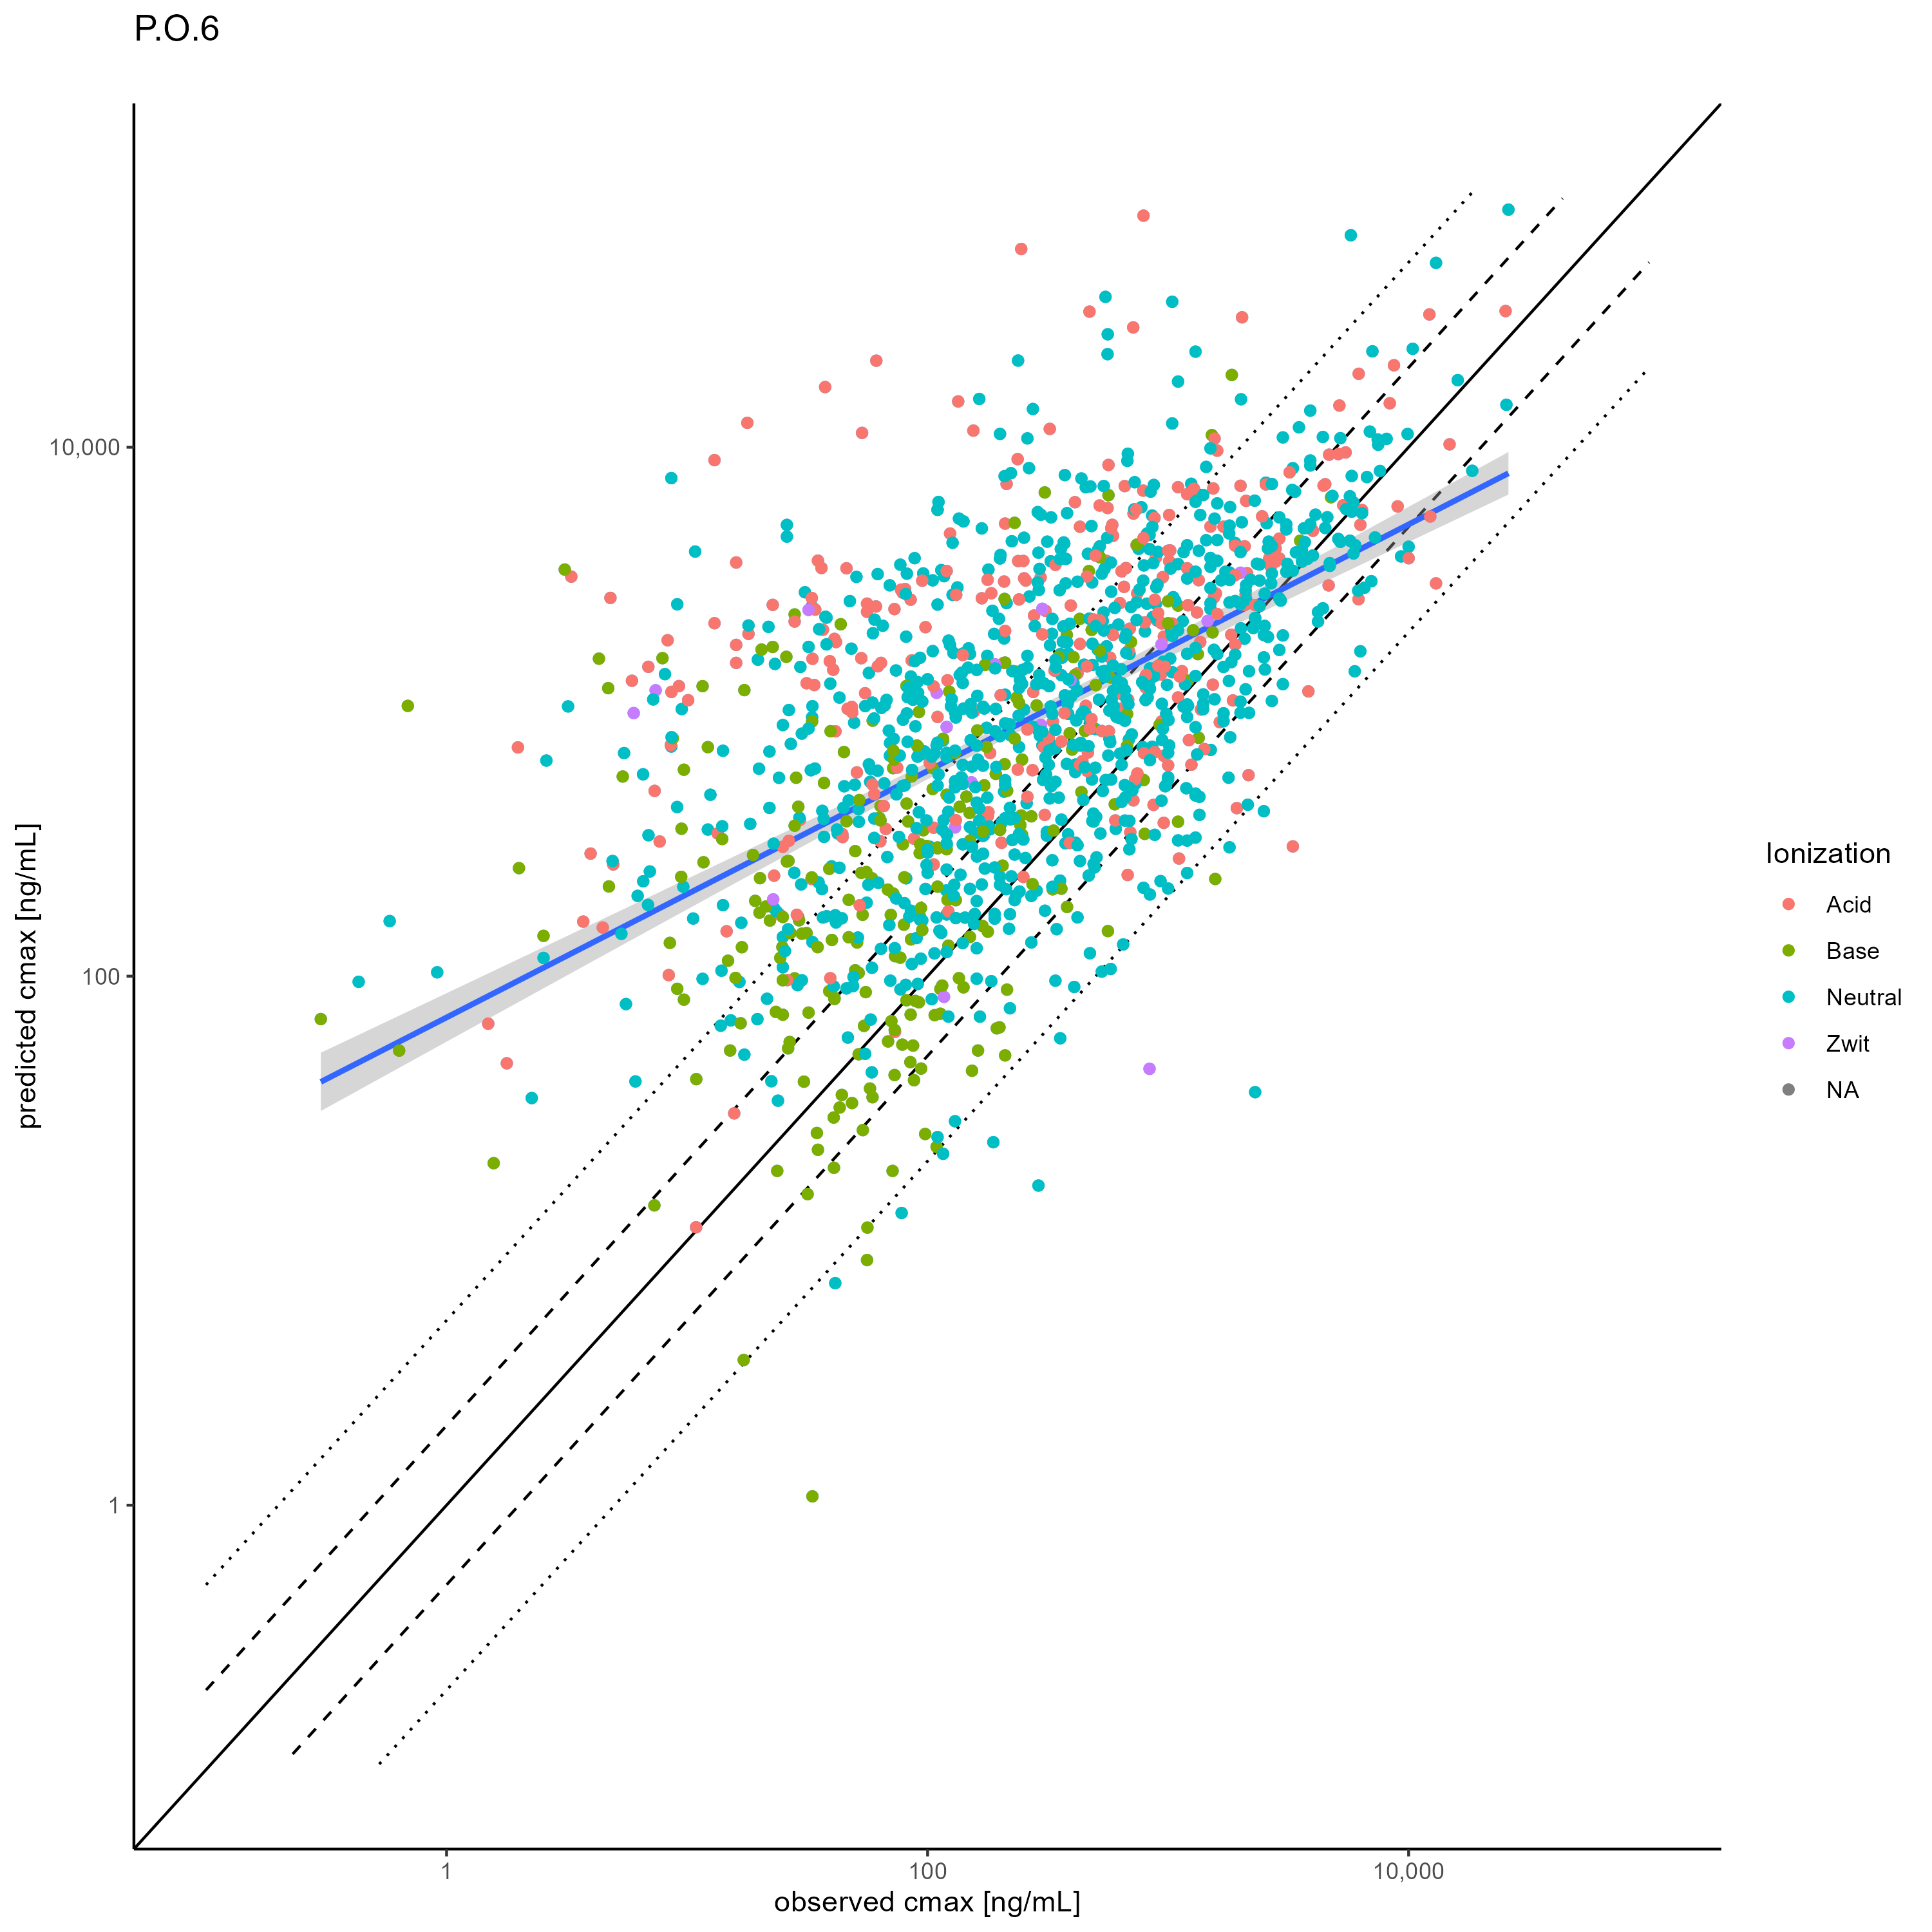 P.O.6
predicted cmax [ng/mL]
10,000
100
1
1
100
10,000
observed cmax [ng/mL]
Ionization
Acid
Base
Neutral
Zwit
NA